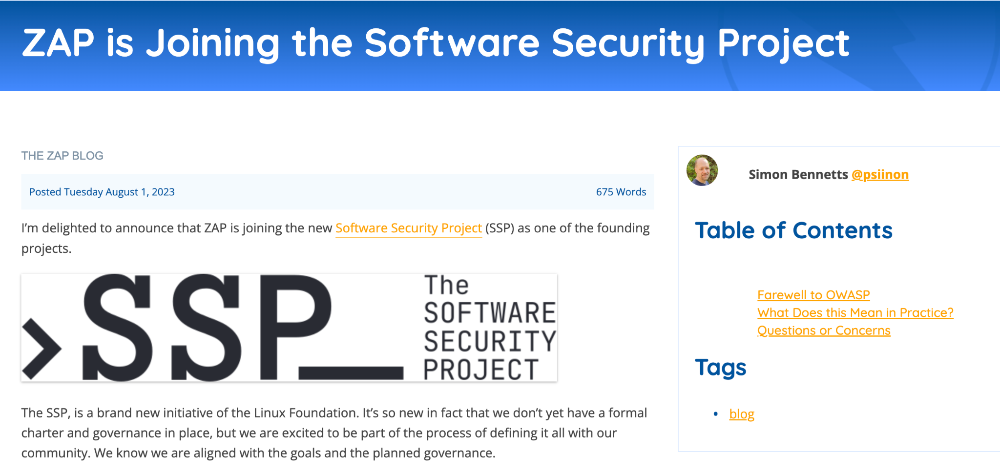 ZAP is Joining the Software Security Project
THE ZAP BLOG
Posted Tuesday August 1, 2023
675 Words
I’m delighted to announce that ZAP is joining the new Software Security Project (SSP) as one of the founding
projects.
>SSP_
The
SOFTWARE
SECURITY
PROJECT
The SSP, is a brand new initiative of the Linux Foundation. It’s so new in fact that we don’t yet have a formal
charter and governance in place, but we are excited to be part of the process of defining it all with our
community. We know we are aligned with the goals and the planned governance.
Simon Bennetts @psiinon
Table of Contents
Farewell to OWASP
What Does this Mean in Practice?
Questions or Concerns
Tags
• blog